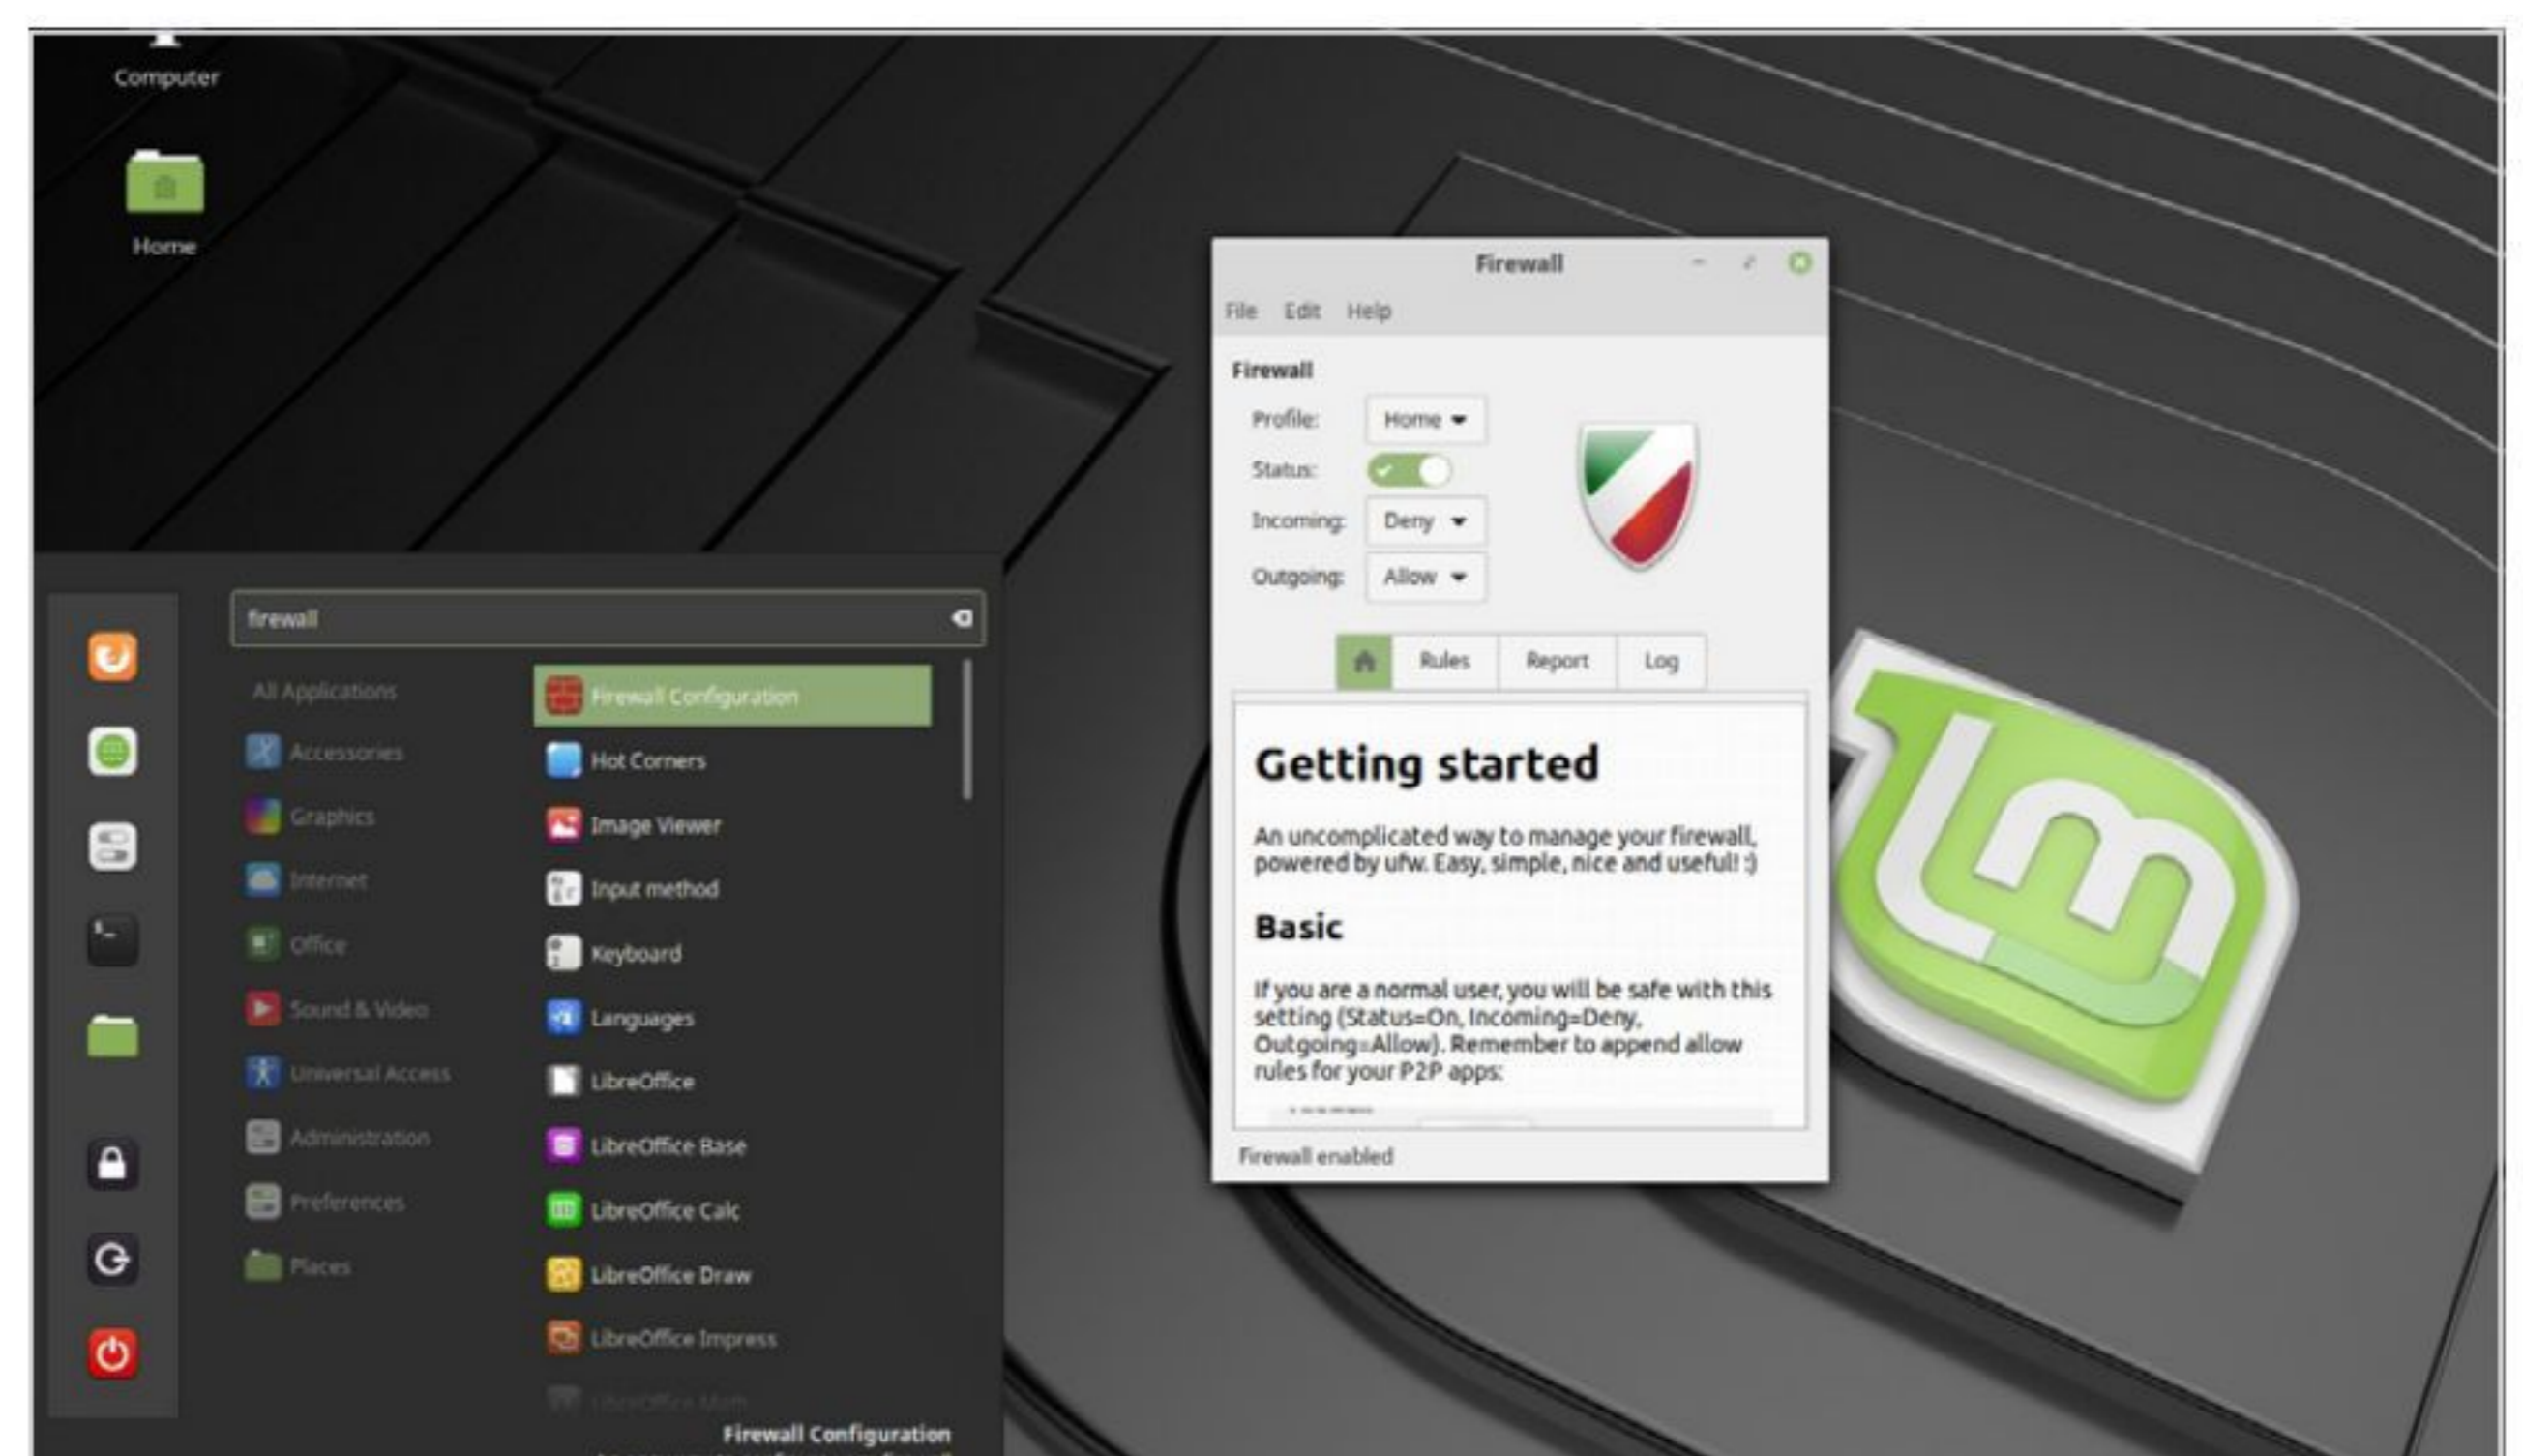 Computer
Home
Firewall
File Edit Help
Firewall
Profile: Home
Status:
Incoming: Deny
Outgoing: Allow
Rules Report Log
Getting started
An uncomplicated way to manage your firewall,
powered by ufw. Easy, simple, nice and useful! :)
Basic
If you are a normal user, you will be safe with this
setting (Status=On, Incoming=Deny,
Outgoing=Allow). Remember to append allow
rules for your P2P apps:
Firewall enabled
firewall
All Applications
Accessories
Graphics
Internet
Office
Sound & Video
Universal Access
Administration
Preferences
Places
Firewall Configuration
Hot Corners
Image Viewer
Input method
Keyboard
Languages
LibreOffice
LibreOffice Base
LibreOffice Calc
LibreOffice Draw
LibreOffice Impress
LibreOffice Math
Firewall Configuration